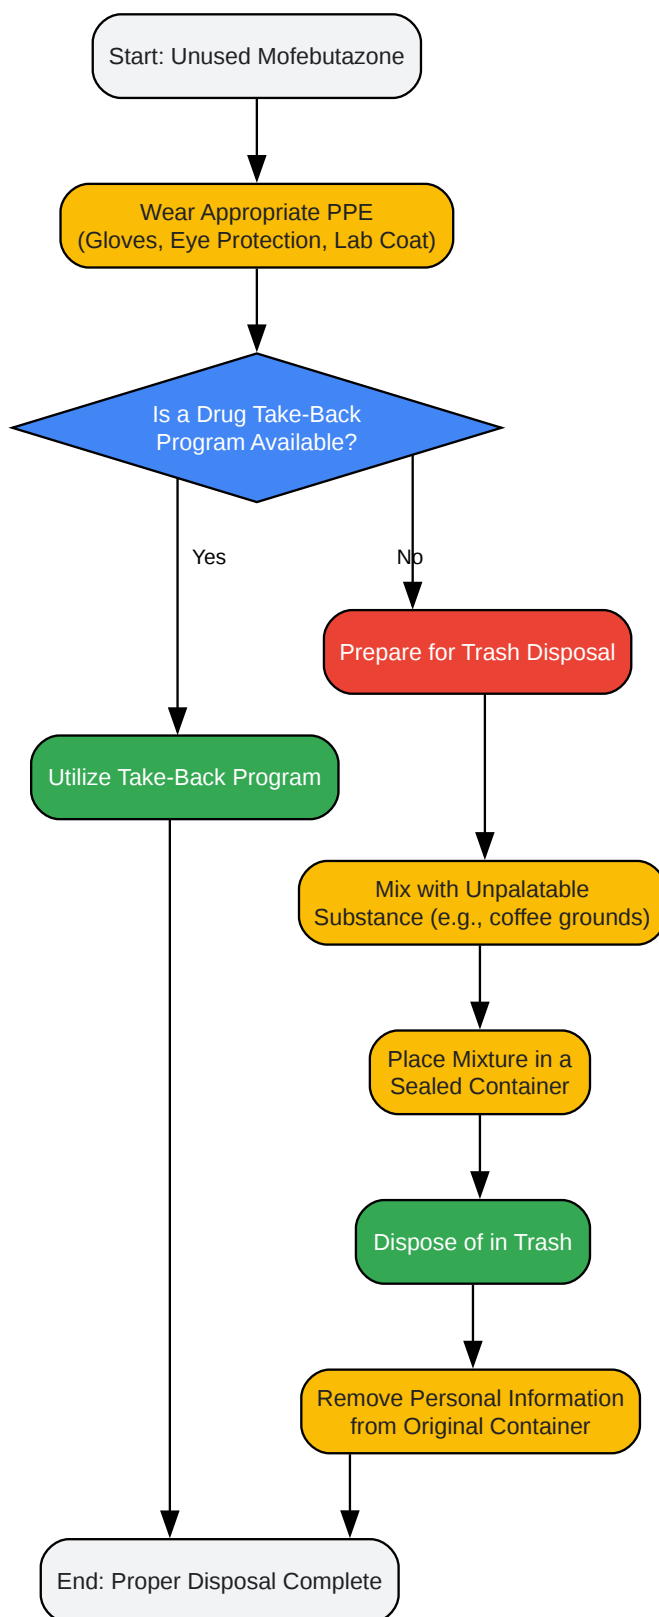 Start: Unused Mofebutazone
Wear Appropriate PPE
(Gloves, Eye Protection, Lab Coat)
Is a Drug Take-Back
Program Available?
Yes
No
Prepare for Trash Disposal
Utilize Take-Back Program
Mix with Unpalatable
Substance (e.g., coffee grounds)
Place Mixture in a
Sealed Container
Dispose of in Trash
Remove Personal Information
from Original Container
End: Proper Disposal Complete